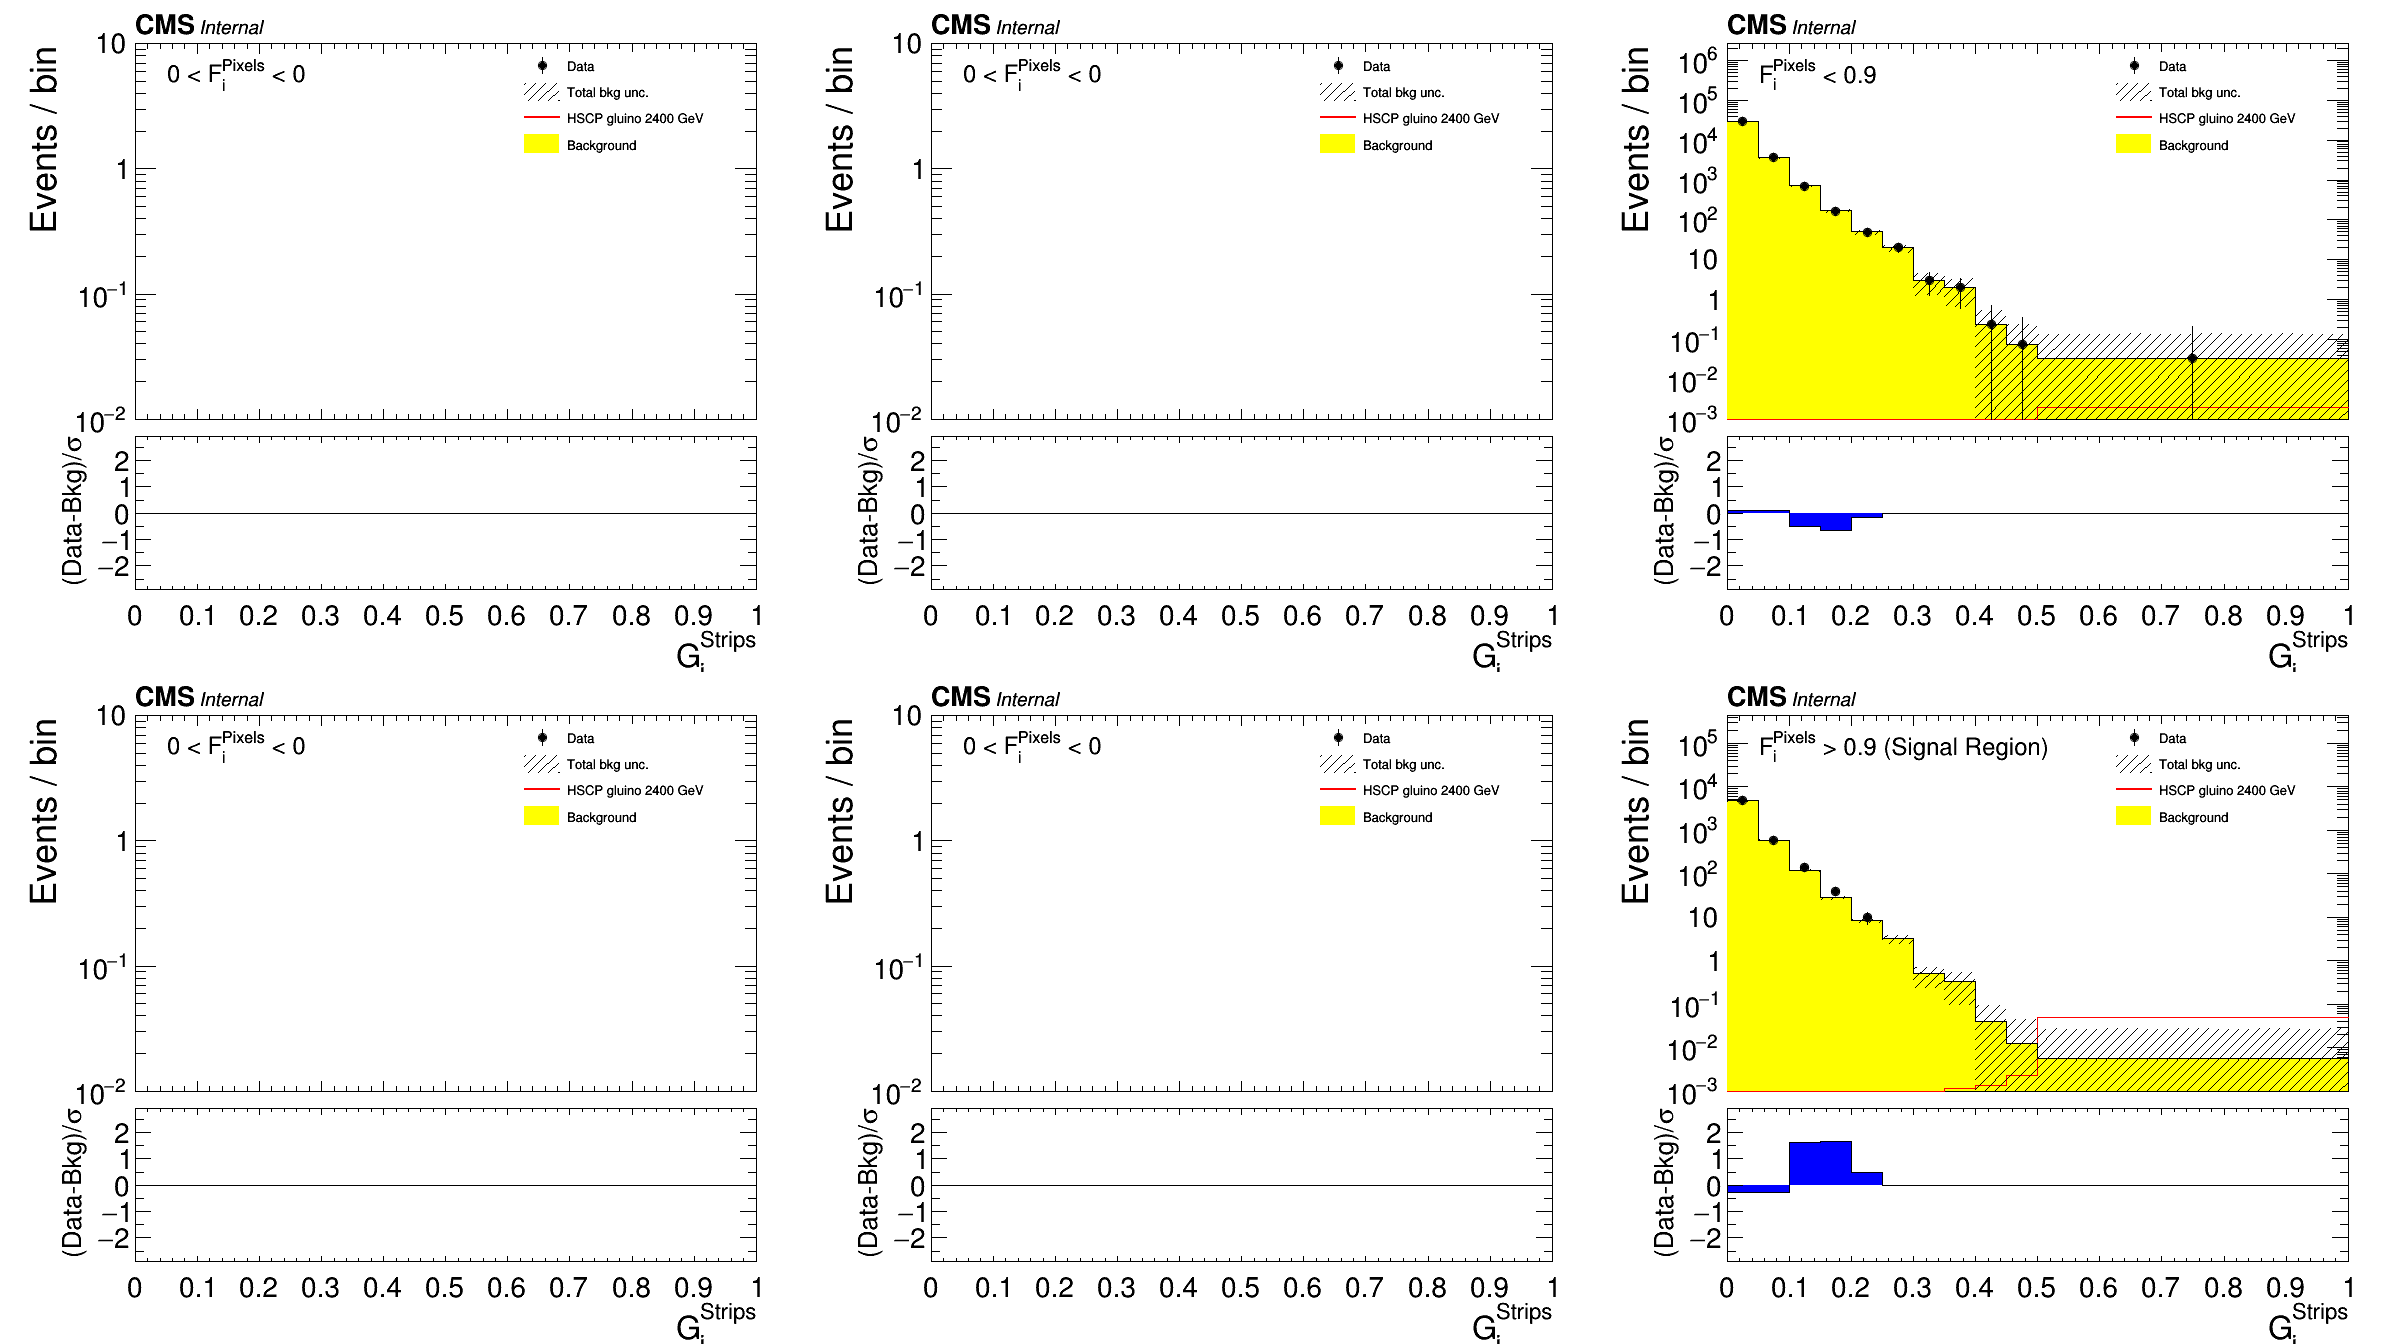 CMS Internal
Events / bin
0 < F_i^Pixels < 0
Data
Total bkg unc.
HSCP gluino 2400 GeV
Background
10
1
10^−1
10^−2
(Data-Bkg)/σ
2
1
0
−1
−2
0 0.1 0.2 0.3 0.4 0.5 0.6 0.7 0.8 0.9 1
G_i^Strips
CMS Internal
Events / bin
0 < F_i^Pixels < 0
Data
Total bkg unc.
HSCP gluino 2400 GeV
Background
10
1
10^−1
10^−2
(Data-Bkg)/σ
2
1
0
−1
−2
0 0.1 0.2 0.3 0.4 0.5 0.6 0.7 0.8 0.9 1
G_i^Strips
CMS Internal
Events / bin
F_i^Pixels < 0.9
Data
Total bkg unc.
HSCP gluino 2400 GeV
Background
10^6
10^5
10^4
10^3
10^2
10
1
10^−1
10^−2
10^−3
(Data-Bkg)/σ
2
1
0
−1
−2
0 0.1 0.2 0.3 0.4 0.5 0.6 0.7 0.8 0.9 1
G_i^Strips
CMS Internal
Events / bin
0 < F_i^Pixels < 0
Data
Total bkg unc.
HSCP gluino 2400 GeV
Background
10
1
10^−1
10^−2
(Data-Bkg)/σ
2
1
0
−1
−2
0 0.1 0.2 0.3 0.4 0.5 0.6 0.7 0.8 0.9 1
G_i^Strips
CMS Internal
Events / bin
0 < F_i^Pixels < 0
Data
Total bkg unc.
HSCP gluino 2400 GeV
Background
10
1
10^−1
10^−2
(Data-Bkg)/σ
2
1
0
−1
−2
0 0.1 0.2 0.3 0.4 0.5 0.6 0.7 0.8 0.9 1
G_i^Strips
CMS Internal
Events / bin
F_i^Pixels > 0.9 (Signal Region)
Data
Total bkg unc.
HSCP gluino 2400 GeV
Background
10^5
10^4
10^3
10^2
10
1
10^−1
10^−2
10^−3
(Data-Bkg)/σ
2
1
0
−1
−2
0 0.1 0.2 0.3 0.4 0.5 0.6 0.7 0.8 0.9 1
G_i^Strips